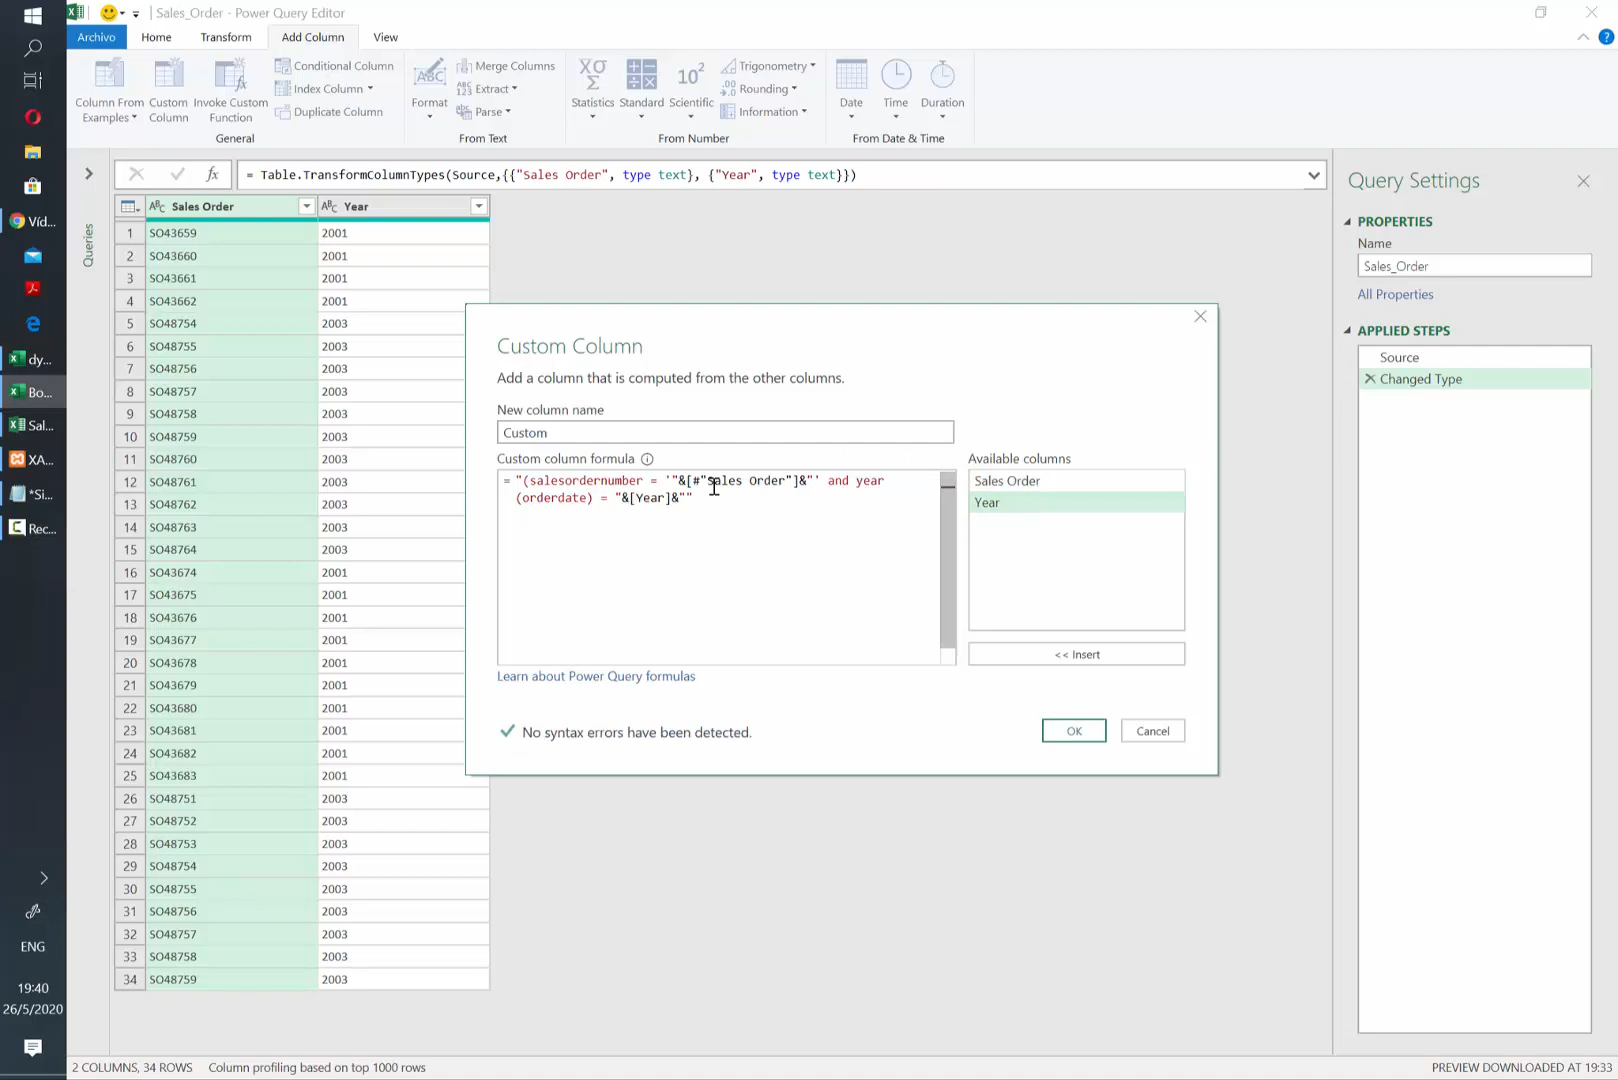 Sales_Order - Power Query Editor
Archivo Home Transform Add Column View
Column From Examples
Custom Column
Invoke Custom Function
Conditional Column
Index Column
Duplicate Column
General
ABC
Format
Merge Columns
ABC 123 Extract
abc Parse
From Text
XΟ Σ
Statistics
Standard
10²
Scientific
Trigonometry
.00 Rounding
Information
From Number
Date
Time
Duration
From Date & Time
fx
= Table.TransformColumnTypes(Source,{{"Sales Order", type text}, {"Year", type text}})
Queries
ABC Sales Order ABC Year
1 SO43659 2001
2 SO43660 2001
3 SO43661 2001
4 SO43662 2001
5 SO48754 2003
6 SO48755 2003
7 SO48756 2003
8 SO48757 2003
9 SO48758 2003
10 SO48759 2003
11 SO48760 2003
12 SO48761 2003
13 SO48762 2003
14 SO48763 2003
15 SO48764 2003
16 SO43674 2001
17 SO43675 2001
18 SO43676 2001
19 SO43677 2001
20 SO43678 2001
21 SO43679 2001
22 SO43680 2001
23 SO43681 2001
24 SO43682 2001
25 SO43683 2001
26 SO48751 2003
27 SO48752 2003
28 SO48753 2003
29 SO48754 2003
30 SO48755 2003
31 SO48756 2003
32 SO48757 2003
33 SO48758 2003
34 SO48759 2003
Custom Column
Add a column that is computed from the other columns.
New column name
Custom
Custom column formula
= "(salesordernumber = '"&[#"Sales Order"]&"' and year
(orderdate) = "&[Year]&""
Available columns
Sales Order
Year
<< Insert
Learn about Power Query formulas
No syntax errors have been detected.
OK
Cancel
Query Settings
PROPERTIES
Name
Sales_Order
All Properties
APPLIED STEPS
Source
Changed Type
Víd...
dy...
Bo...
Sal...
XA...
*Si...
Rec...
ENG
19:40
26/5/2020
2 COLUMNS, 34 ROWS Column profiling based on top 1000 rows
PREVIEW DOWNLOADED AT 19:33